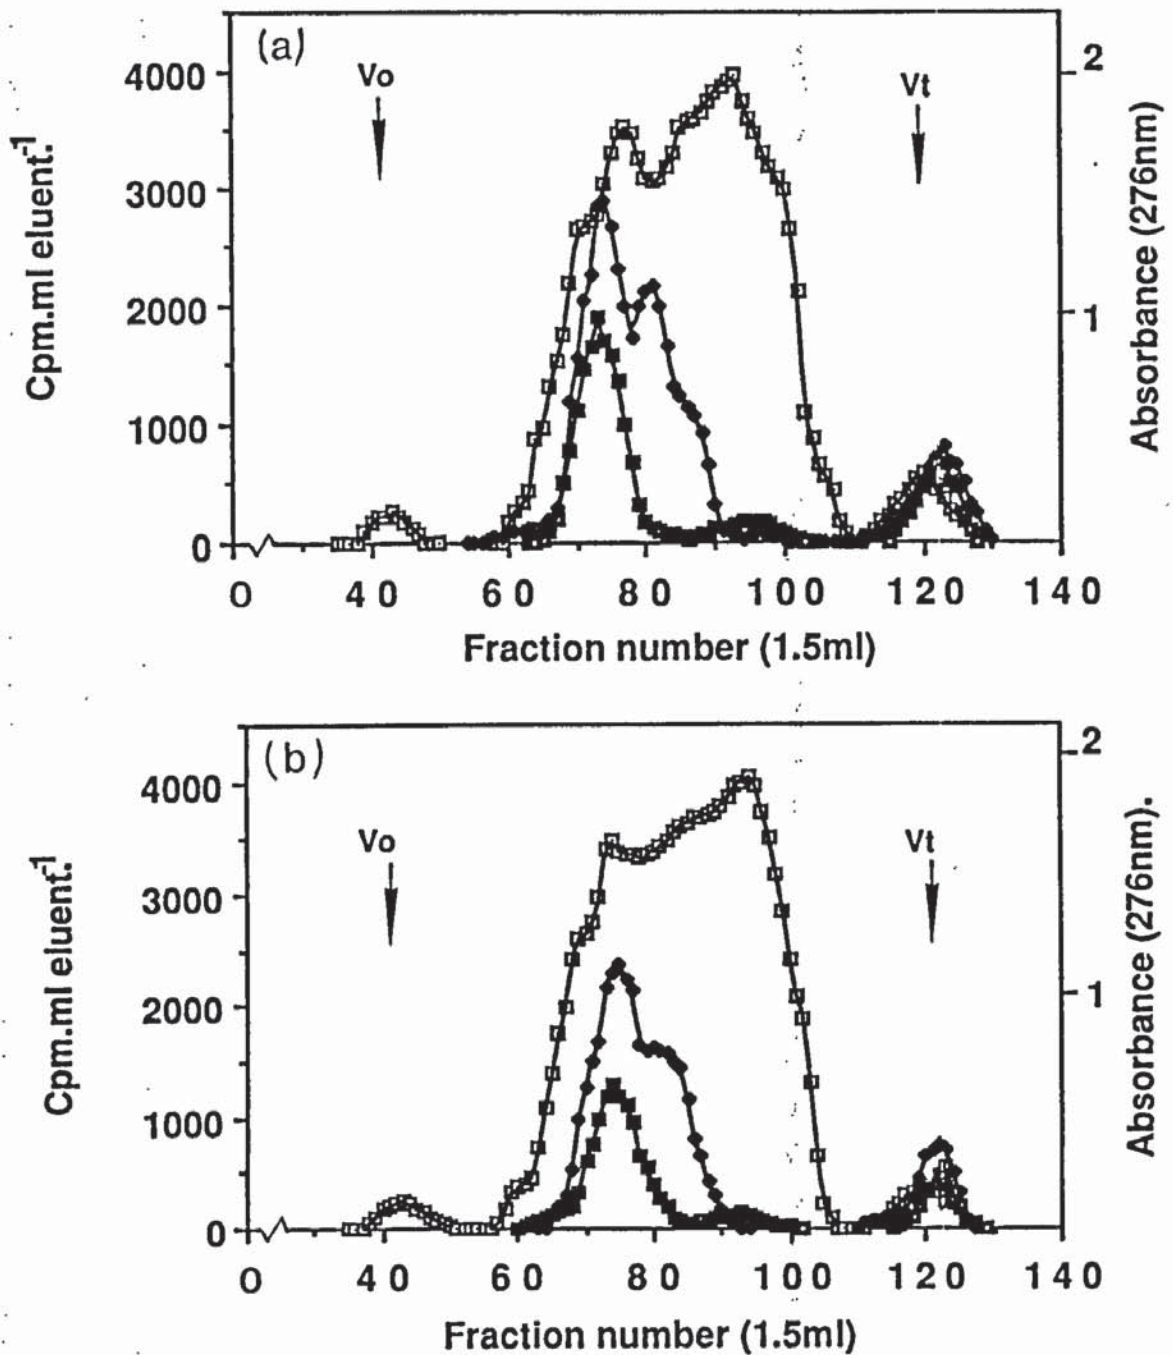 (a)
Vo
Vt
4000
3000
2000
1000
0
2
1
Cpm.ml eluent.-1
Absorbance (276nm)
0 40 60 80 100 120 140
Fraction number (1.5ml)
(b)
Vo
Vt
4000
3000
2000
1000
0
2
1
Cpm.ml eluent.-1
Absorbance (276nm).
0 40 60 80 100 120 140
Fraction number (1.5ml)